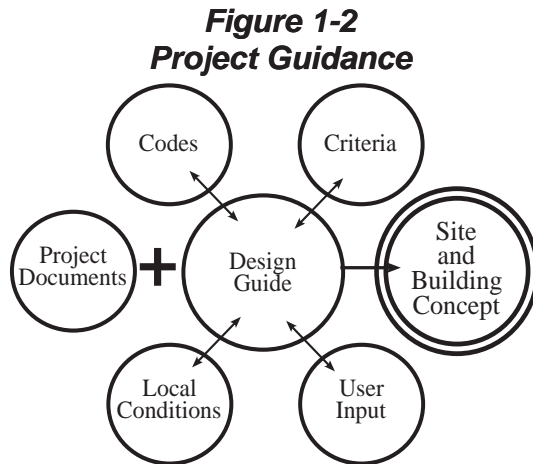 Figure 1-2
Project Guidance
Codes
Criteria
Project
Documents
+
Design
Guide
Site
and
Building
Concept
Local
Conditions
User
Input